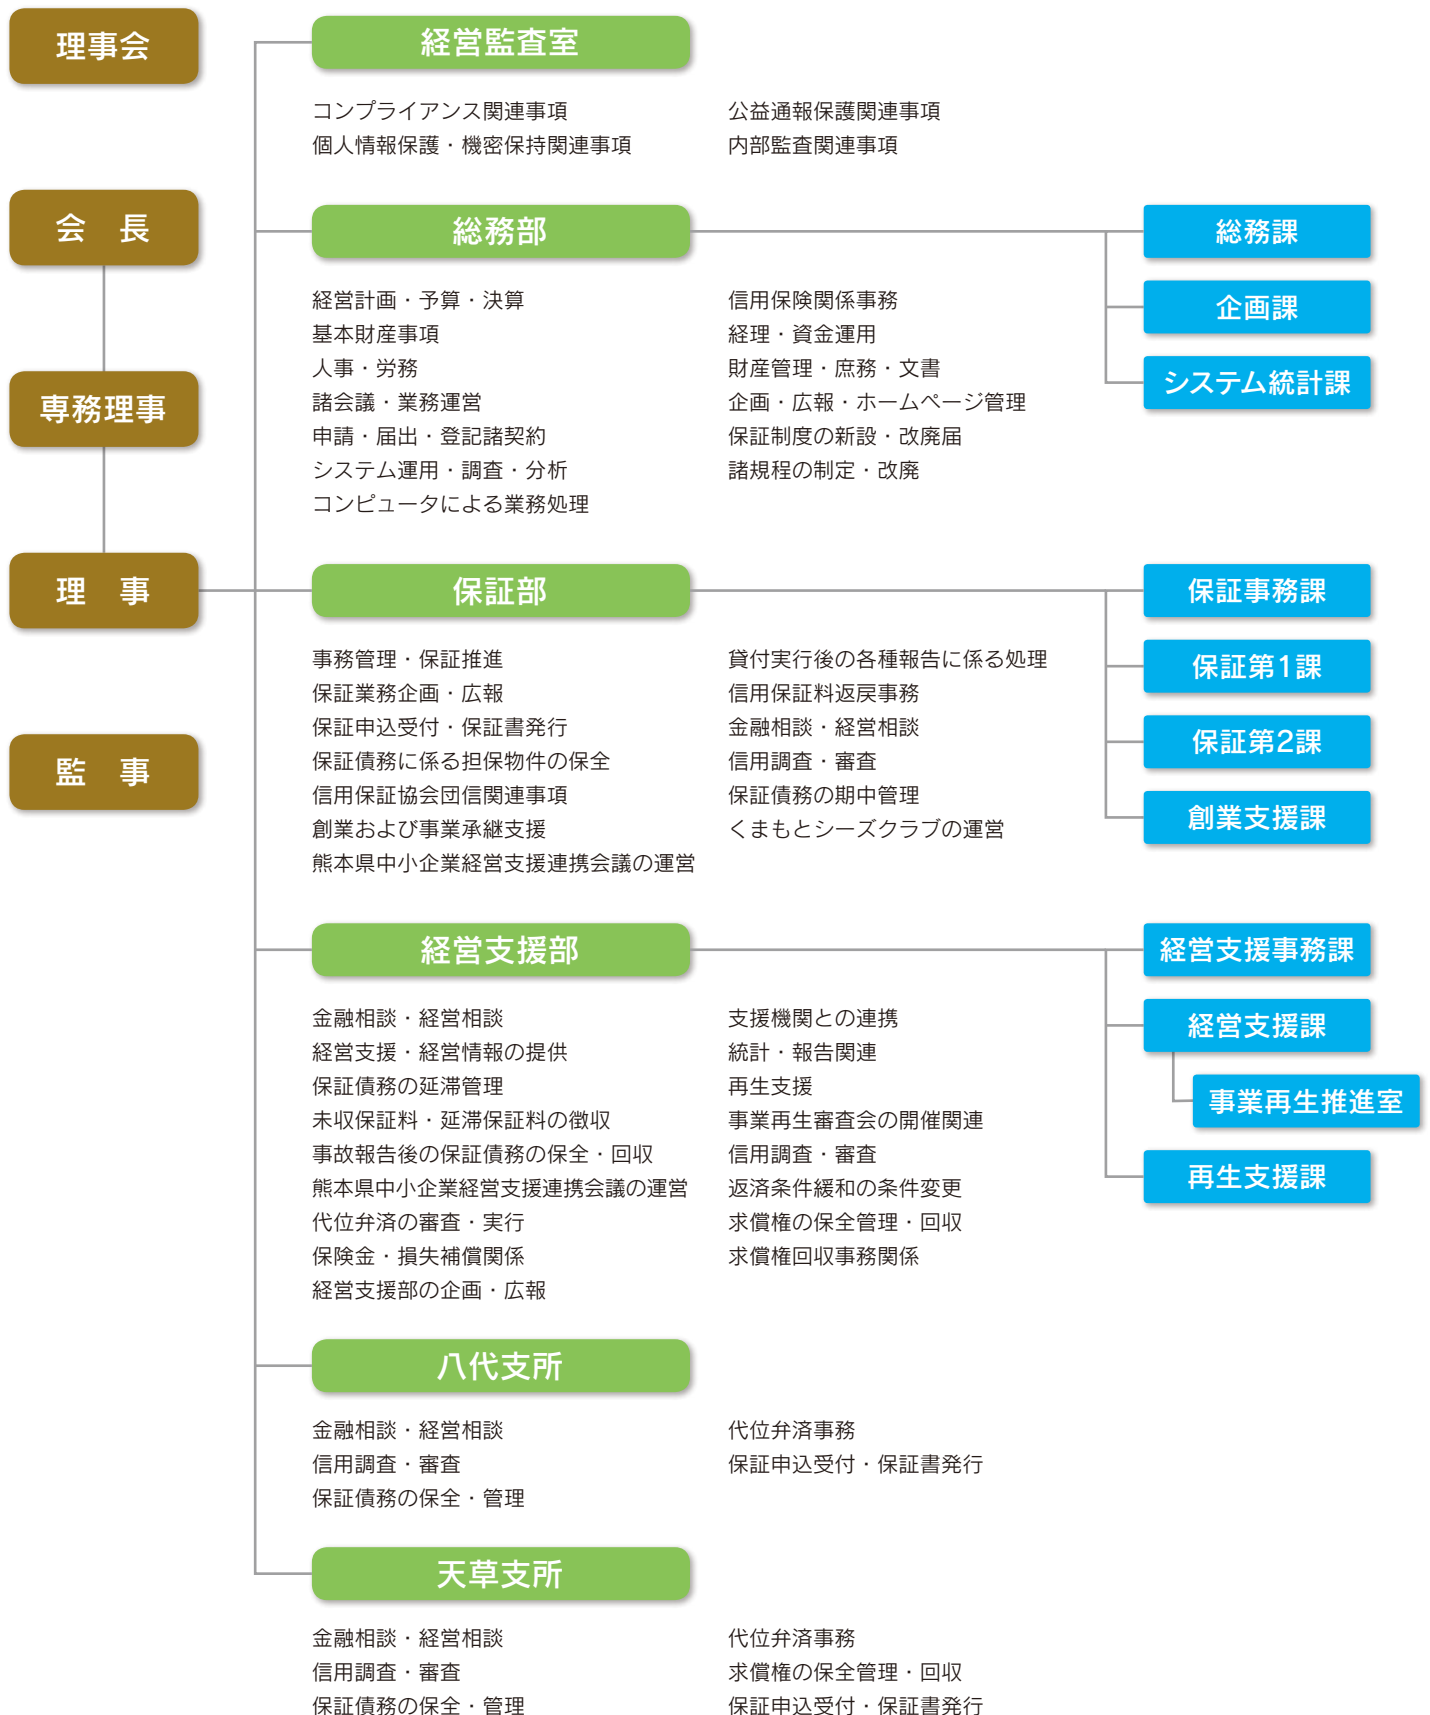 理事会
会　長
専務理事
理　事
監　事
経営監査室
コンプライアンス関連事項
個人情報保護・機密保持関連事項
公益通報保護関連事項
内部監査関連事項
総務部
経営計画・予算・決算
基本財産事項
人事・労務
諸会議・業務運営
申請・届出・登記諸契約
システム運用・調査・分析
コンピュータによる業務処理
信用保険関係事務
経理・資金運用
財産管理・庶務・文書
企画・広報・ホームページ管理
保証制度の新設・改廃届
諸規程の制定・改廃
総務課
企画課
システム統計課
保証部
事務管理・保証推進
保証業務企画・広報
保証申込受付・保証書発行
保証債務に係る担保物件の保全
信用保証協会団信関連事項
創業および事業承継支援
熊本県中小企業経営支援連携会議の運営
貸付実行後の各種報告に係る処理
信用保証料返戻事務
金融相談・経営相談
信用調査・審査
保証債務の期中管理
くまもとシーズクラブの運営
保証事務課
保証第1課
保証第2課
創業支援課
経営支援部
金融相談・経営相談
経営支援・経営情報の提供
保証債務の延滞管理
未収保証料・延滞保証料の徴収
事故報告後の保証債務の保全・回収
熊本県中小企業経営支援連携会議の運営
代位弁済の審査・実行
保険金・損失補償関係
経営支援部の企画・広報
支援機関との連携
統計・報告関連
再生支援
事業再生審査会の開催関連
信用調査・審査
返済条件緩和の条件変更
求償権の保全管理・回収
求償権回収事務関係
経営支援事務課
経営支援課
事業再生推進室
再生支援課
八代支所
金融相談・経営相談
信用調査・審査
保証債務の保全・管理
代位弁済事務
保証申込受付・保証書発行
天草支所
金融相談・経営相談
信用調査・審査
保証債務の保全・管理
代位弁済事務
求償権の保全管理・回収
保証申込受付・保証書発行